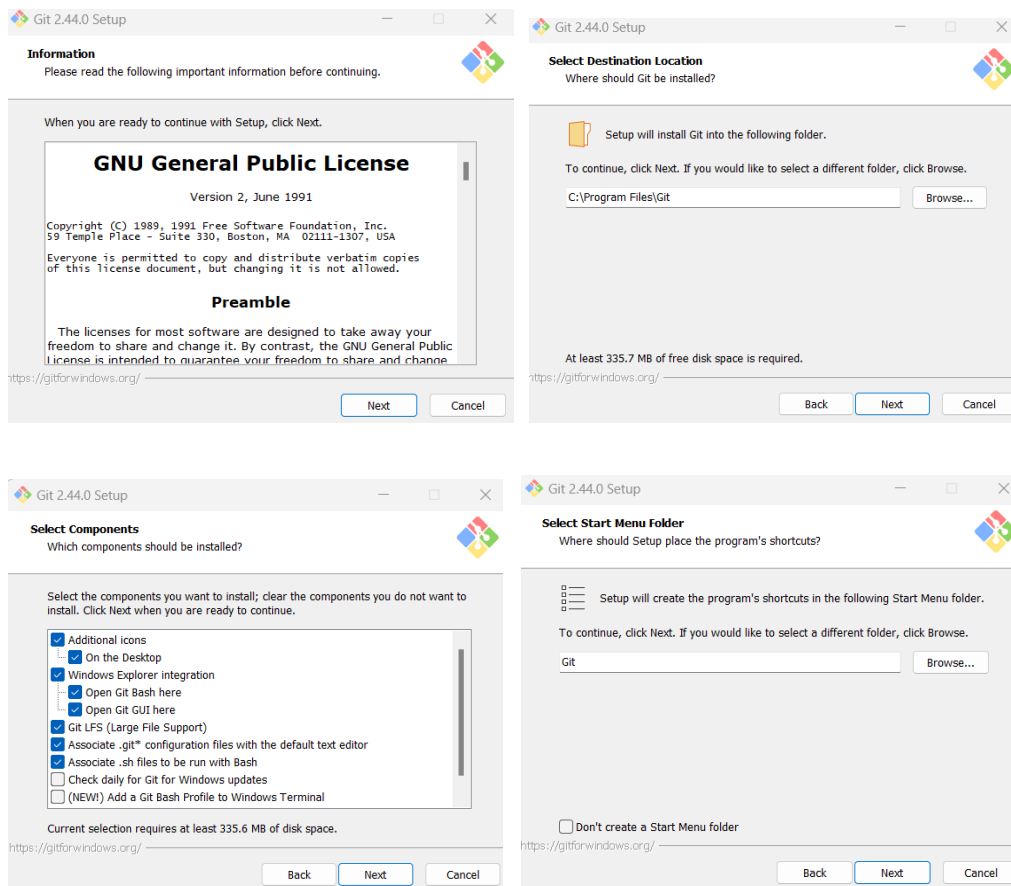 Git 2.44.0 Setup
Information
Please read the following important information before continuing.
When you are ready to continue with Setup, click Next.
GNU General Public License
Version 2, June 1991
Copyright (C) 1989, 1991 Free Software Foundation, Inc.
59 Temple Place - Suite 330, Boston, MA  02111-1307, USA
Everyone is permitted to copy and distribute verbatim copies
of this license document, but changing it is not allowed.
Preamble
The licenses for most software are designed to take away your
freedom to share and change it. By contrast, the GNU General Public
License is intended to guarantee your freedom to share and change
https://gitforwindows.org/
Next
Cancel
Git 2.44.0 Setup
Select Destination Location
Where should Git be installed?
Setup will install Git into the following folder.
To continue, click Next. If you would like to select a different folder, click Browse.
C:\Program Files\Git
Browse...
At least 335.7 MB of free disk space is required.
https://gitforwindows.org/
Back
Next
Cancel
Git 2.44.0 Setup
Select Components
Which components should be installed?
Select the components you want to install; clear the components you do not want to
install. Click Next when you are ready to continue.
Additional icons
On the Desktop
Windows Explorer integration
Open Git Bash here
Open Git GUI here
Git LFS (Large File Support)
Associate .git* configuration files with the default text editor
Associate .sh files to be run with Bash
Check daily for Git for Windows updates
(NEW!) Add a Git Bash Profile to Windows Terminal
Current selection requires at least 335.6 MB of disk space.
https://gitforwindows.org/
Back
Next
Cancel
Git 2.44.0 Setup
Select Start Menu Folder
Where should Setup place the program's shortcuts?
Setup will create the program's shortcuts in the following Start Menu folder.
To continue, click Next. If you would like to select a different folder, click Browse.
Git
Browse...
Don't create a Start Menu folder
https://gitforwindows.org/
Back
Next
Cancel